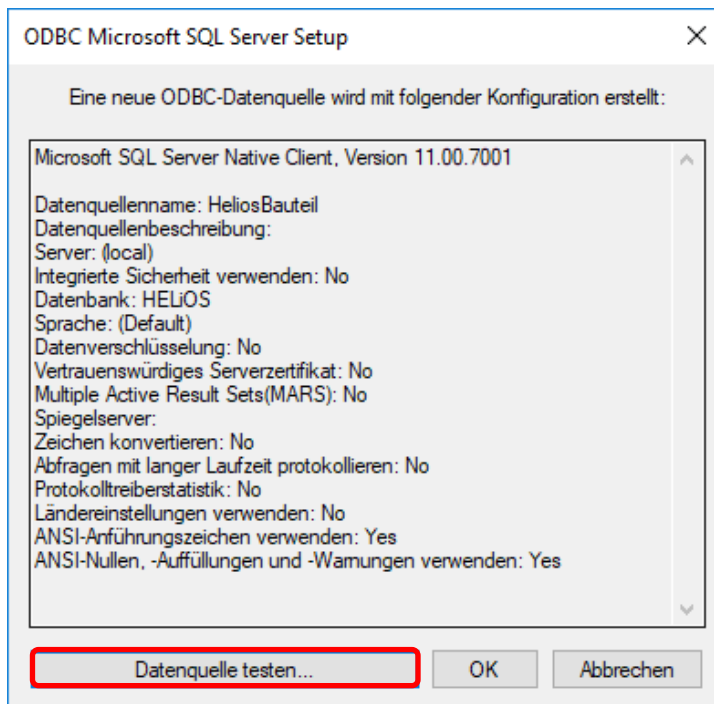 ODBC Microsoft SQL Server Setup
Eine neue ODBC-Datenquelle wird mit folgender Konfiguration erstellt:
Microsoft SQL Server Native Client, Version 11.00.7001
Datenquellenname: HeliosBauteil
Datenquellenbeschreibung:
Server: (local)
Integrierte Sicherheit verwenden: No
Datenbank: HELiOS
Sprache: (Default)
Datenverschlüsselung: No
Vertrauenswürdiges Serverzertifikat: No
Multiple Active Result Sets(MARS): No
Spiegelserver:
Zeichen konvertieren: No
Abfragen mit langer Laufzeit protokollieren: No
Protokolltreiberstatistik: No
Ländereinstellungen verwenden: No
ANSI-Anführungszeichen verwenden: Yes
ANSI-Nullen, -Auffüllungen und -Warnungen verwenden: Yes
Datenquelle testen... OK Abbrechen